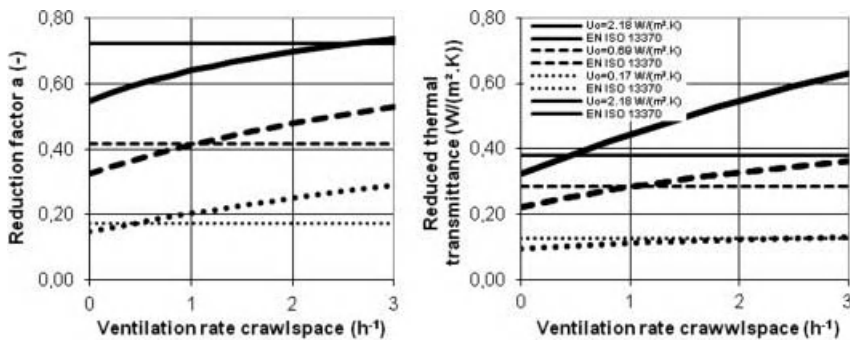 Reduction factor a (-)
0,80
0,60
0,40
0,20
0,00
0
1
2
3
Ventilation rate crawlspace (h-1)
Reduced thermal
transmittance (W/(m².K))
0,80
0,60
0,40
0,20
0,00
Uo=2.18 W/(m².K)
EN ISO 13370
Uo=0.69 W/(m².K)
EN ISO 13370
Uo=0.17 W/(m².K)
EN ISO 13370
Uo=2.18 W/(m².K)
EN ISO 13370
0
1
2
3
Ventilation rate crawwlspace (h-1)